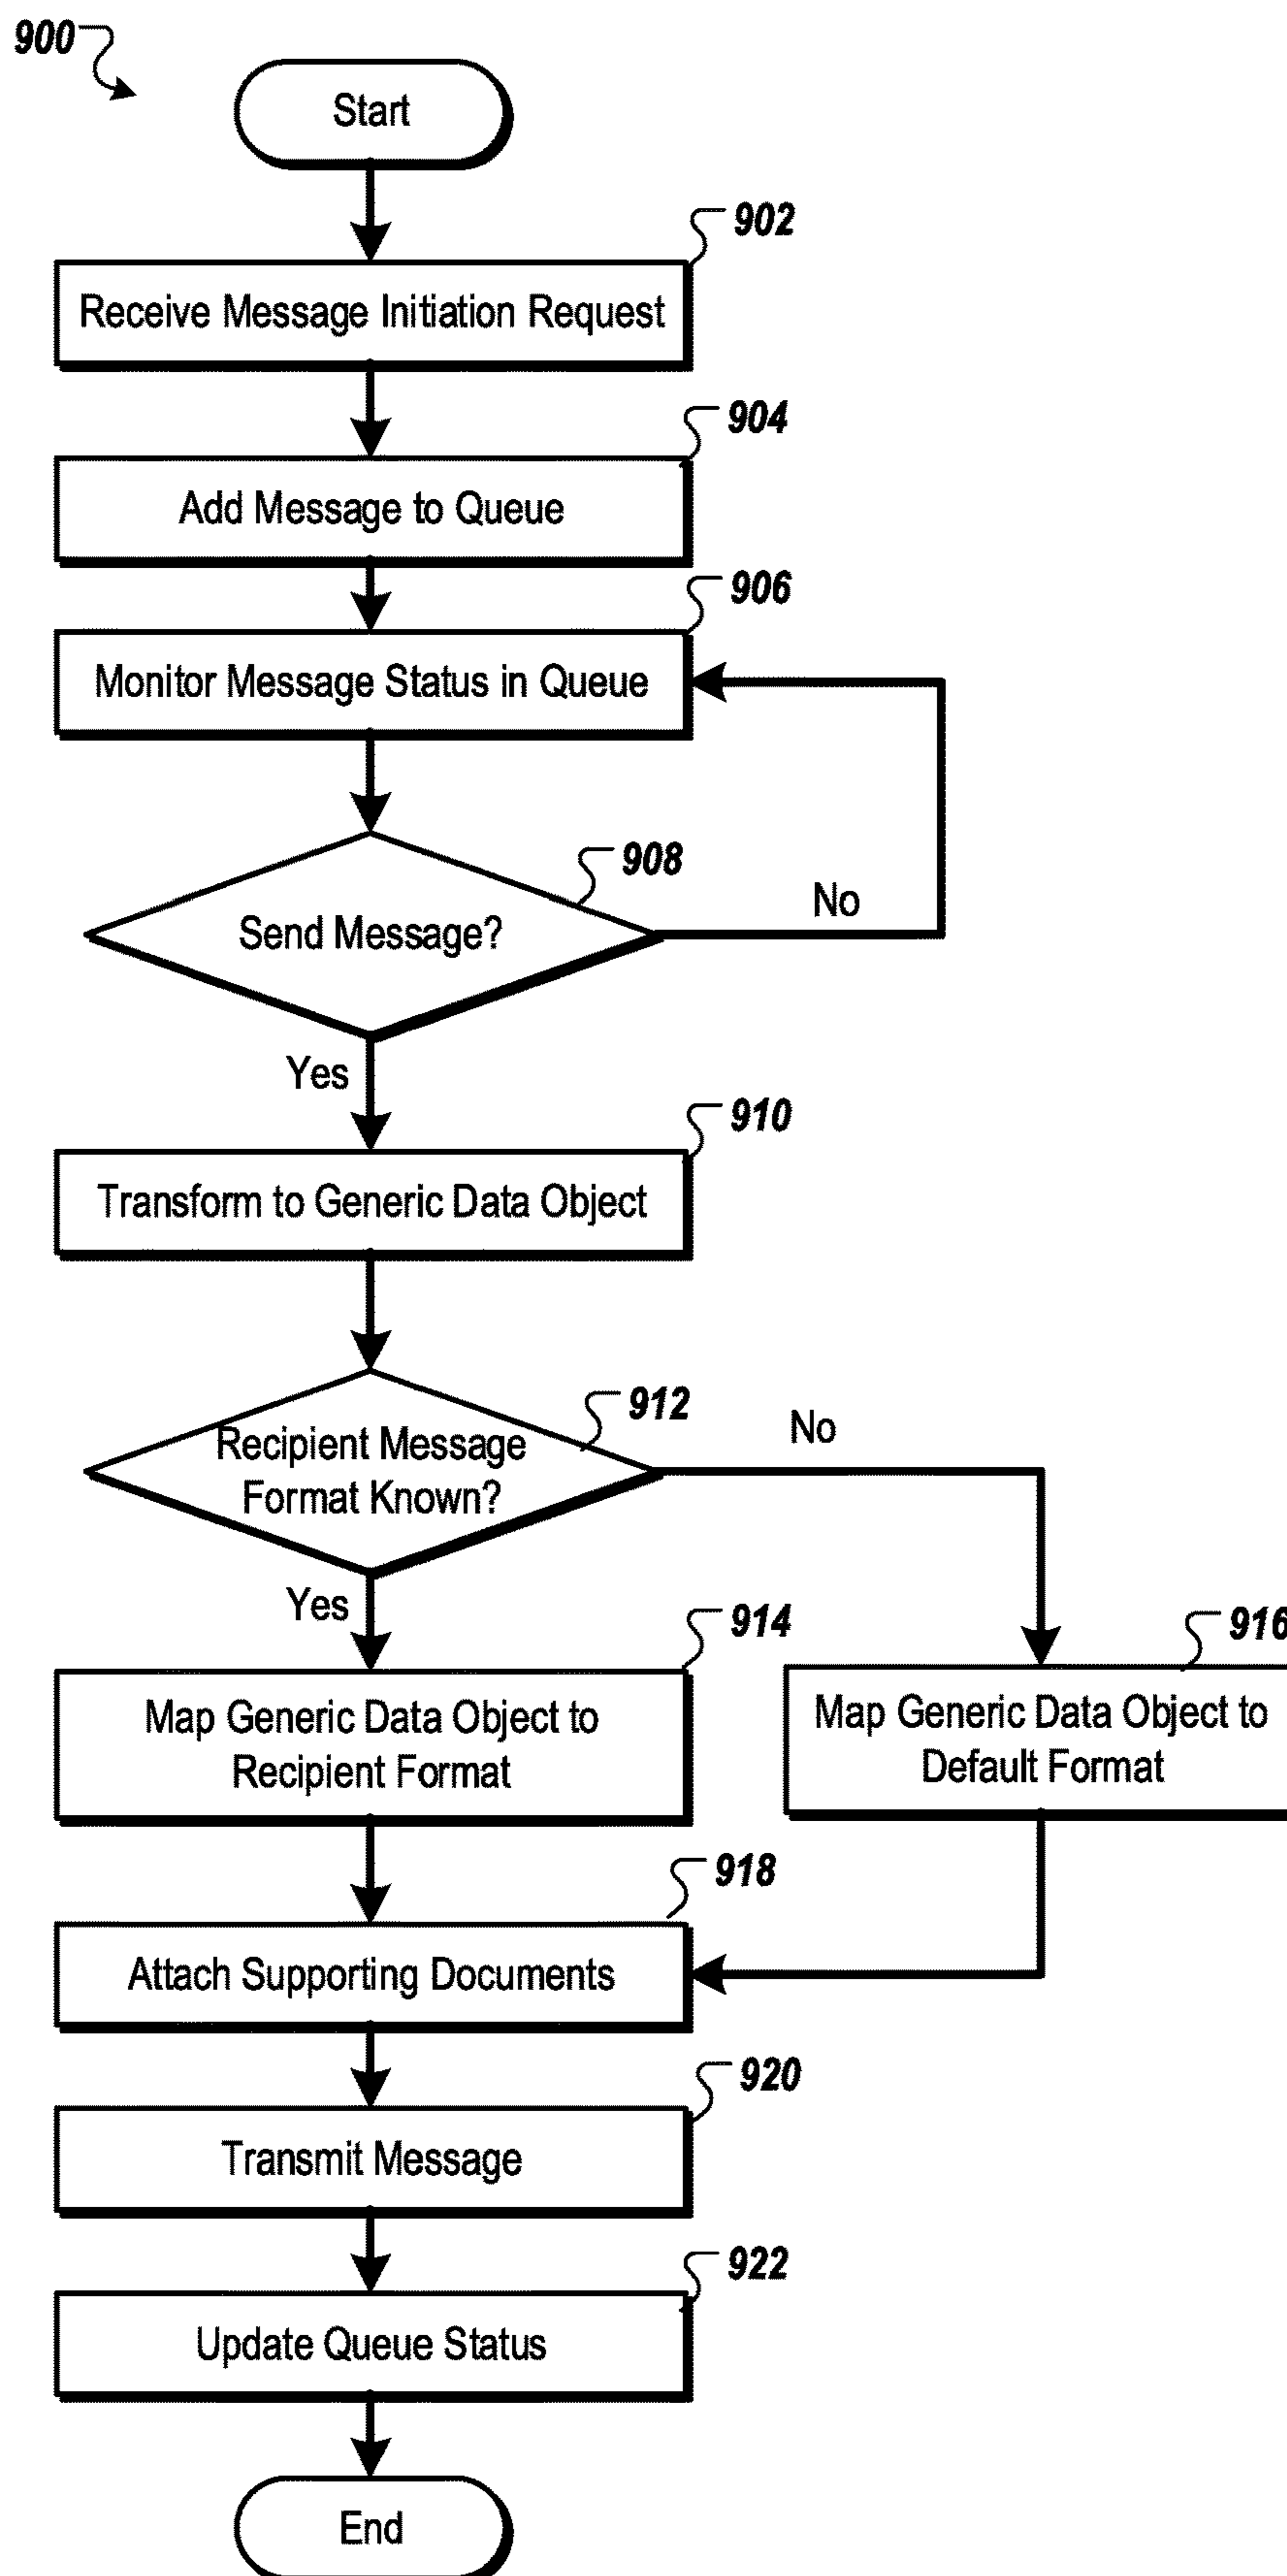 900
Start
902
Receive Message Initiation Request
904
Add Message to Queue
906
Monitor Message Status in Queue
908
Send Message?
No
Yes
910
Transform to Generic Data Object
912
Recipient Message
Format Known?
No
Yes
914
Map Generic Data Object to
Recipient Format
916
Map Generic Data Object to
Default Format
918
Attach Supporting Documents
920
Transmit Message
922
Update Queue Status
End